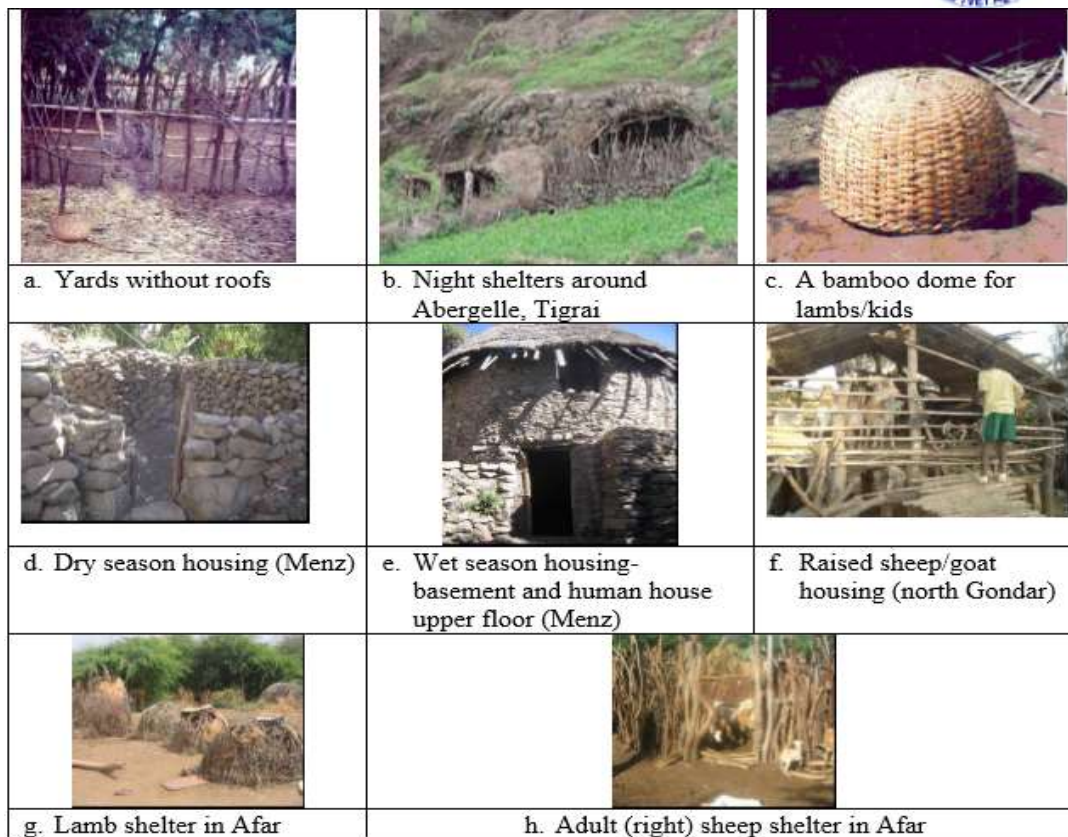 a. Yards without roofs
b. Night shelters around
Abergelle, Tigrai
c. A bamboo dome for
lambs/kids
d. Dry season housing (Menz)
e. Wet season housing-
basement and human house
upper floor (Menz)
f. Raised sheep/goat
housing (north Gondar)
g. Lamb shelter in Afar
h. Adult (right) sheep shelter in Afar